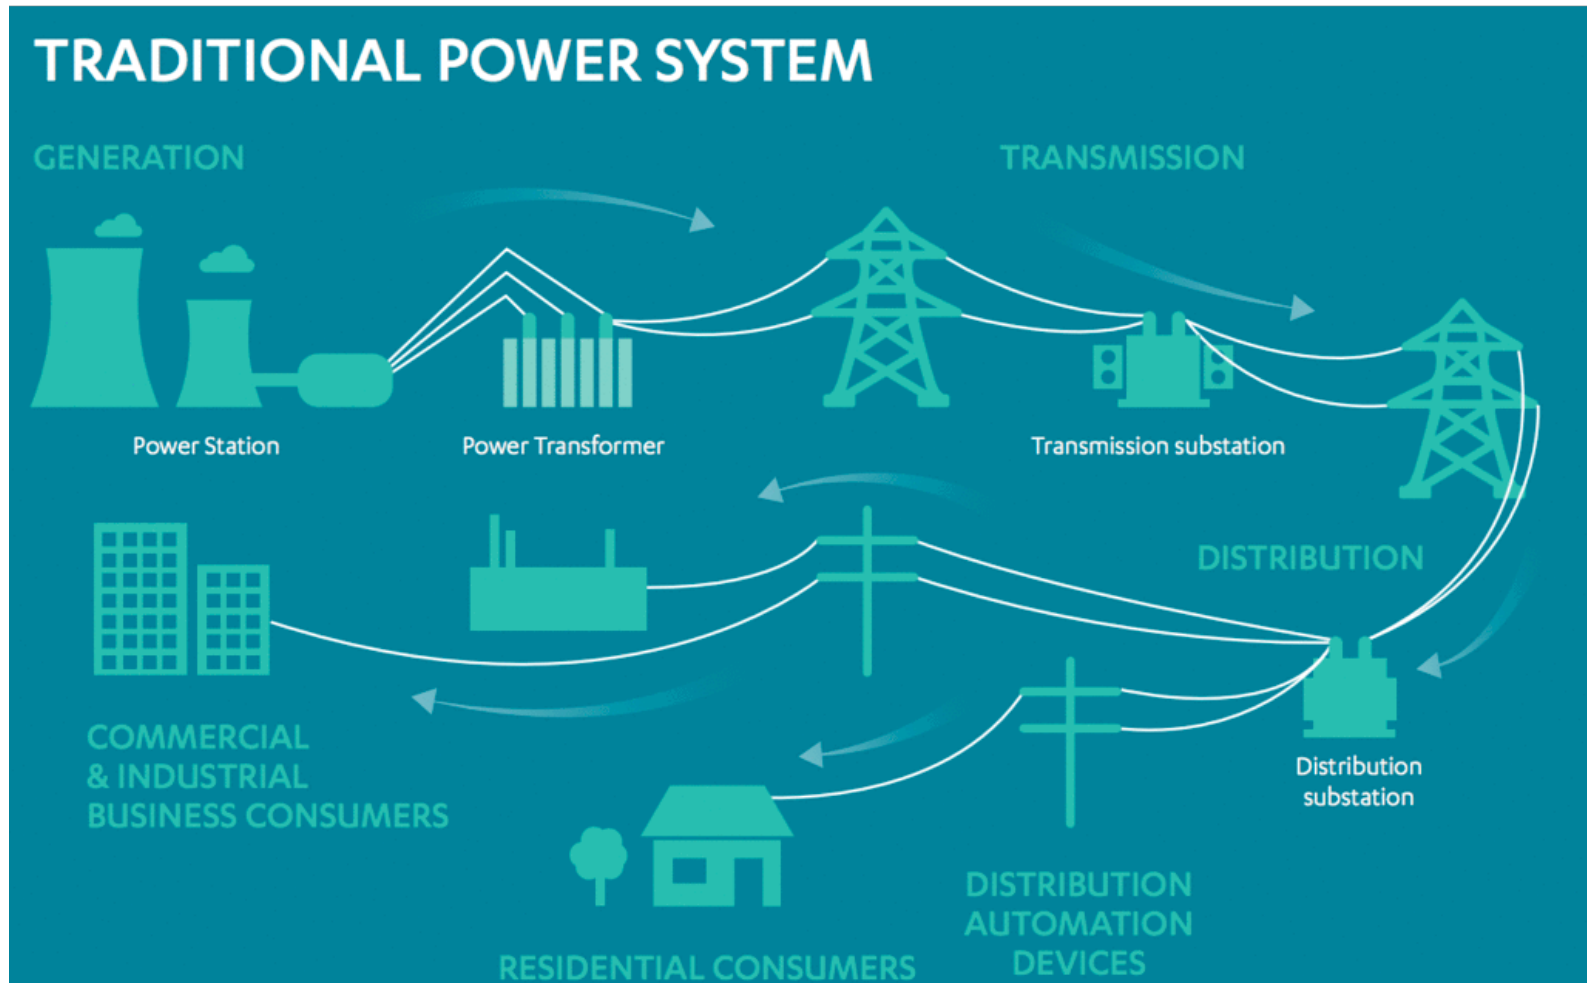 TRADITIONAL POWER SYSTEM
GENERATION
TRANSMISSION
Power Station
Power Transformer
Transmission substation
DISTRIBUTION
COMMERCIAL
& INDUSTRIAL
BUSINESS CONSUMERS
Distribution
substation
DISTRIBUTION
AUTOMATION
DEVICES
RESIDENTIAL CONSUMERS